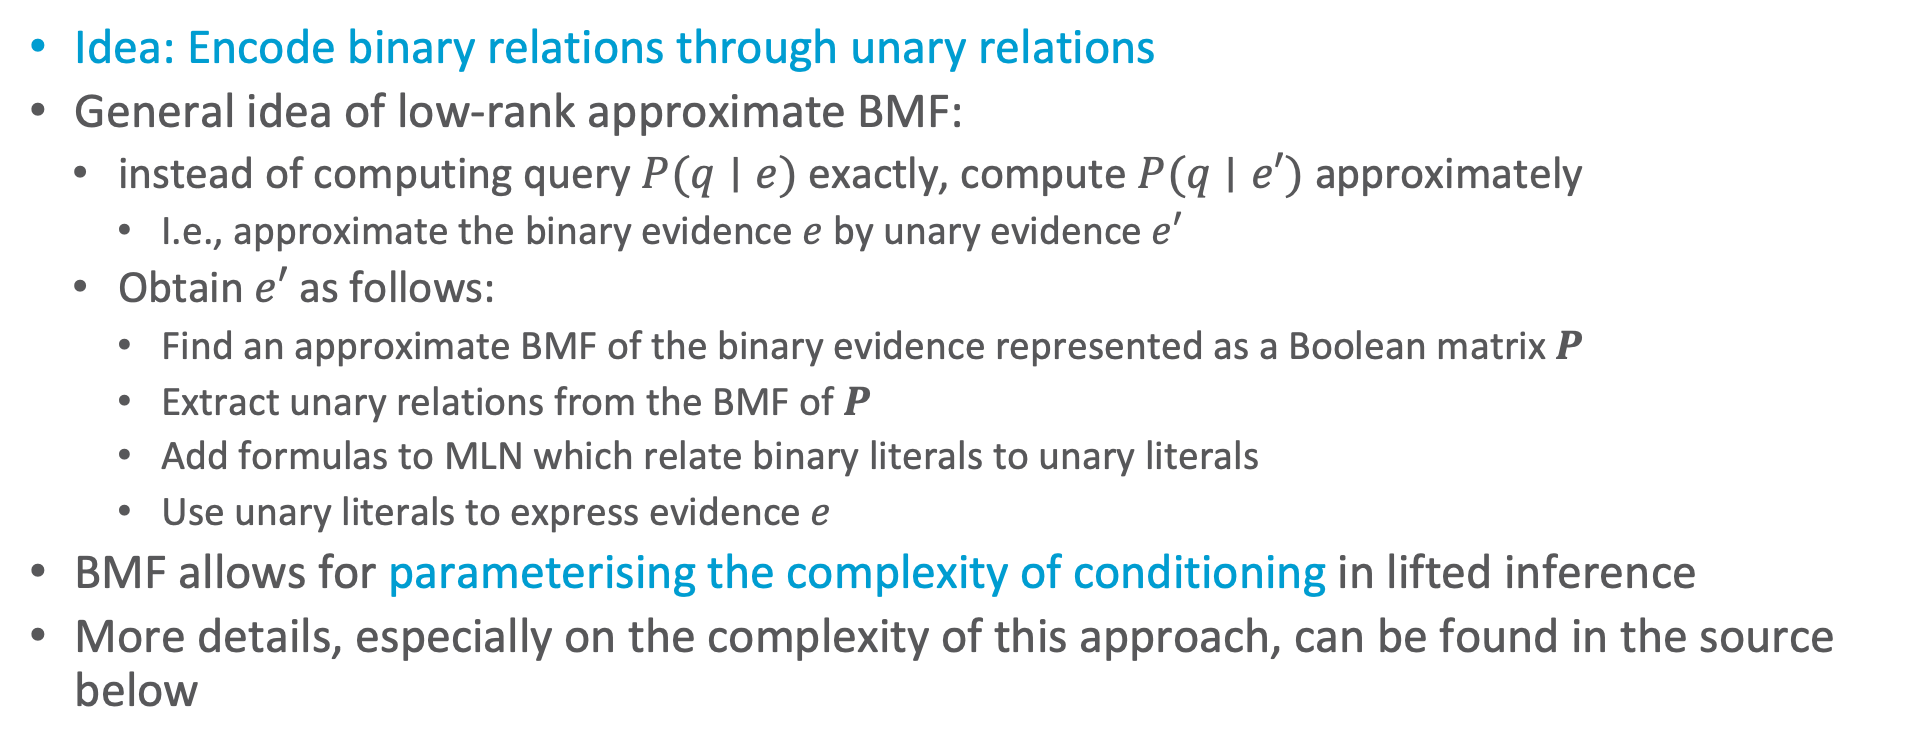 • Idea: Encode binary relations through unary relations
• General idea of low-rank approximate BMF:
• instead of computing query P(q | e) exactly, compute P(q | e′) approximately
• I.e., approximate the binary evidence e by unary evidence e′
• Obtain e′ as follows:
• Find an approximate BMF of the binary evidence represented as a Boolean matrix P
• Extract unary relations from the BMF of P
• Add formulas to MLN which relate binary literals to unary literals
• Use unary literals to express evidence e
• BMF allows for parameterising the complexity of conditioning in lifted inference
• More details, especially on the complexity of this approach, can be found in the source
below